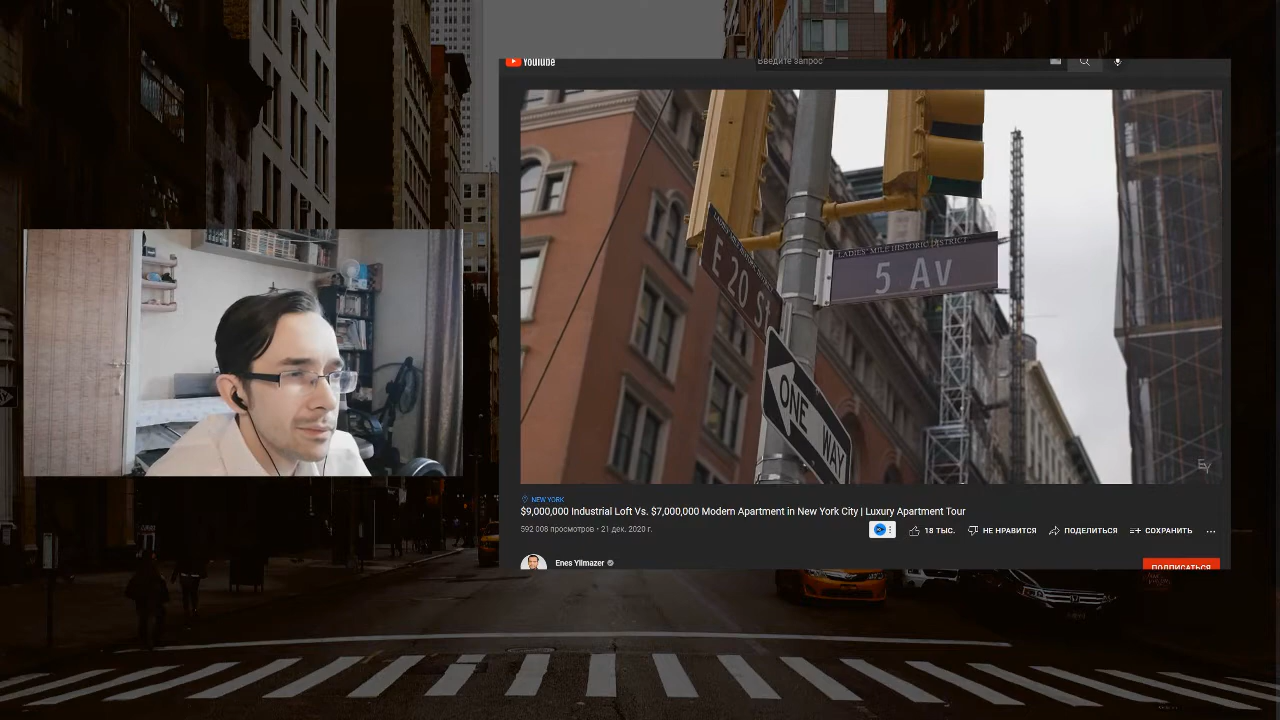 YouTube
Введите запрос
LADIES' MILE HISTORIC DISTRICT
E 20 St
5 Av
ONE WAY
EY
NEW YORK
$9,000,000 Industrial Loft Vs. $7,000,000 Modern Apartment in New York City | Luxury Apartment Tour
592 008 просмотров • 21 дек. 2020 г.
18 ТЫС.
НЕ НРАВИТСЯ
ПОДЕЛИТЬСЯ
СОХРАНИТЬ
Enes Yilmazer
ПОДПИСАТЬСЯ